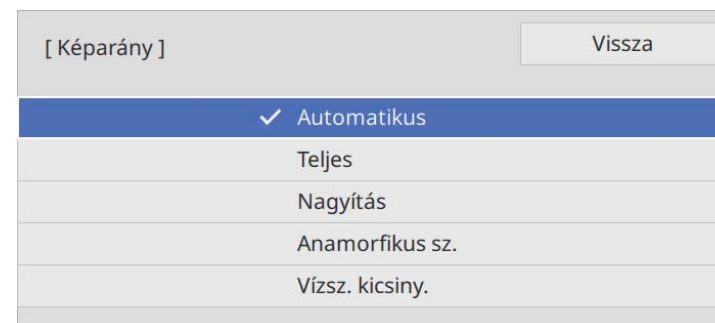 [ Képarány ]
Vissza
Automatikus
Teljes
Nagyítás
Anamorfikus sz.
Vízsz. kicsiny.